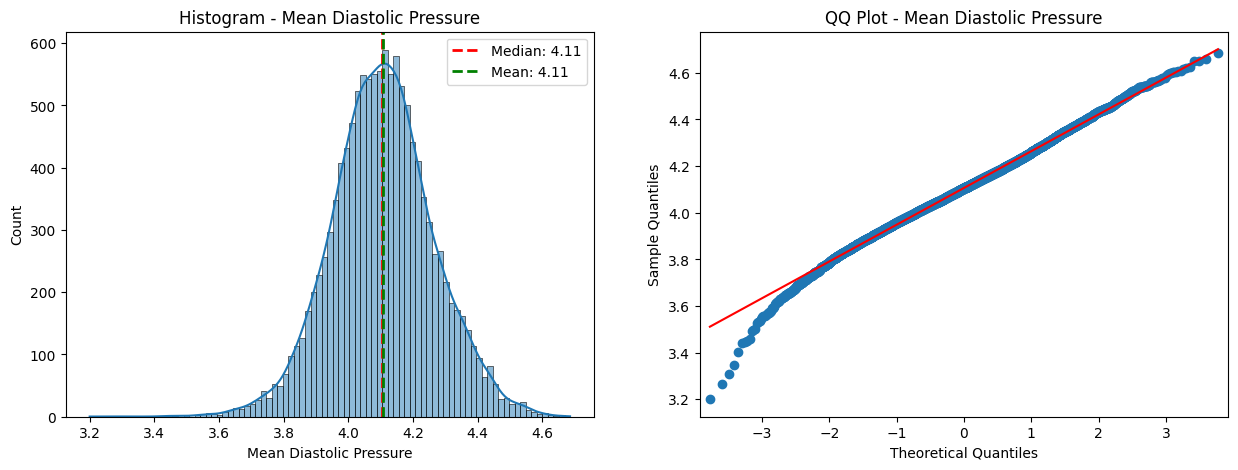 Histogram - Mean Diastolic Pressure
600
500
400
300
200
100
0
Count
3.2 3.4 3.6 3.8 4.0 4.2 4.4 4.6
Mean Diastolic Pressure
Median: 4.11
Mean: 4.11
QQ Plot - Mean Diastolic Pressure
4.6
4.4
4.2
4.0
3.8
3.6
3.4
3.2
Sample Quantiles
−3 −2 −1 0 1 2 3
Theoretical Quantiles